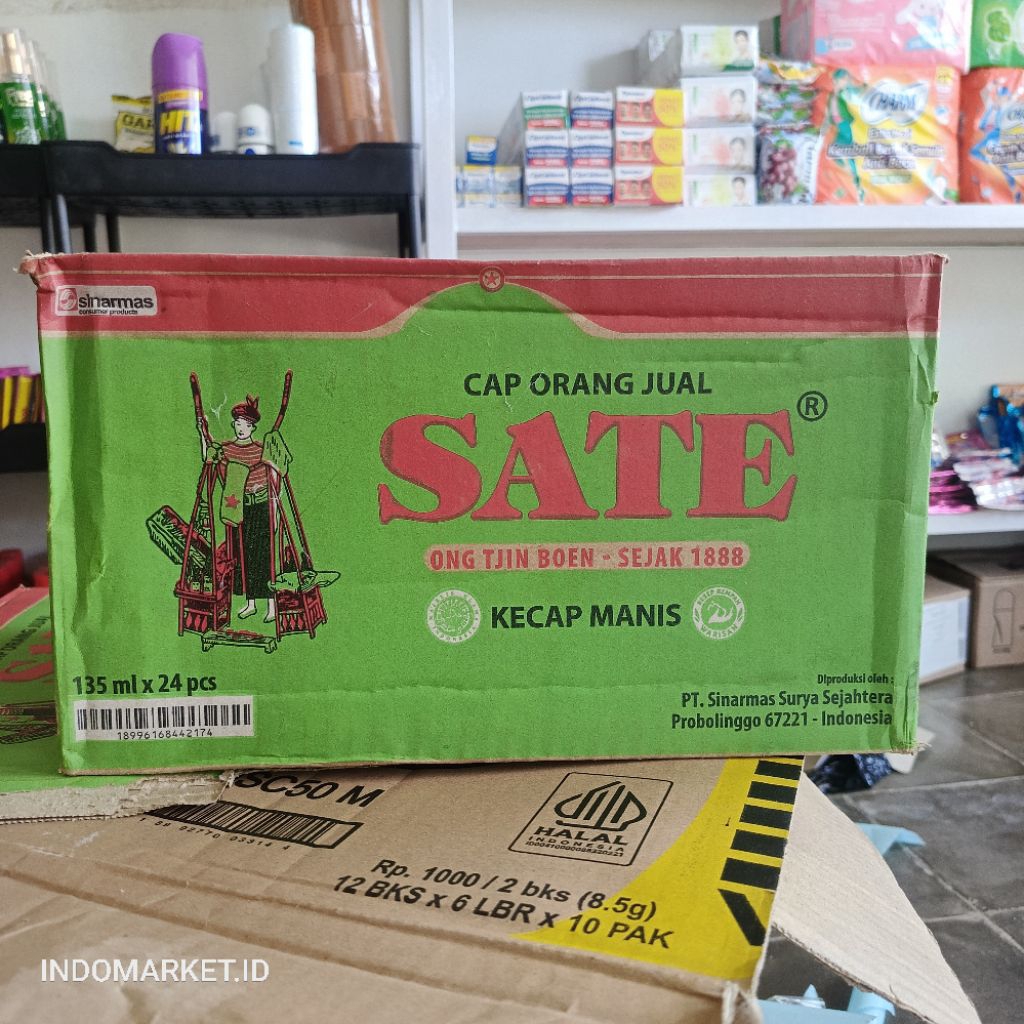 HIT
sinarmas
consumer products
CAP ORANG JUAL
SATE®
ONG TJIN BOEN - SEJAK 1888
KECAP MANIS
135 ml x 24 pcs
18996168442174
Diproduksi oleh :
PT. Sinarmas Surya Sejahtera
Probolinggo 67221 - Indonesia
SC50 M
HALAL
INDONESIA
Rp. 1000 / 2 bks (8.5g)
12 BKS x 6 LBR x 10 PAK
INDOMARKET.ID